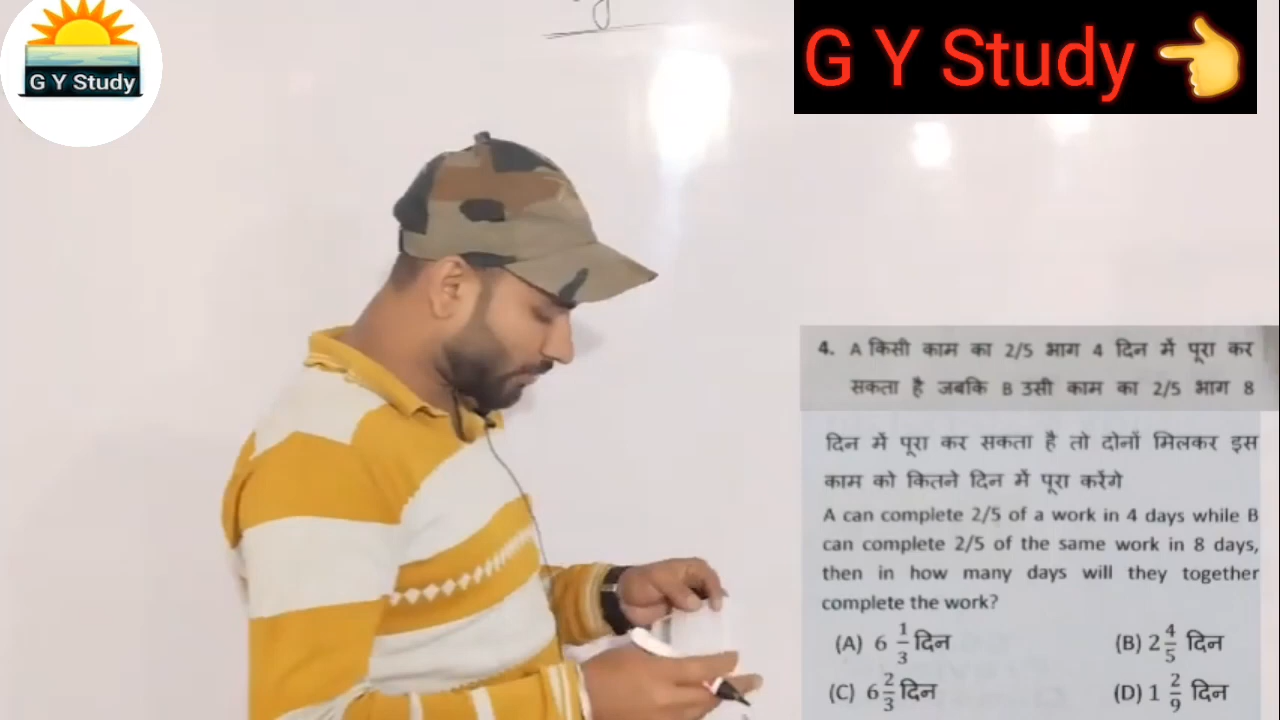 G Y Study
G Y Study
4. A किसी काम का 2/5 भाग 4 दिन में पूरा कर
सकता है जबकि B उसी काम का 2/5 भाग 8
दिन में पूरा कर सकता है तो दोनों मिलकर इस
काम को कितने दिन में पूरा करेंगे
A can complete 2/5 of a work in 4 days while B
can complete 2/5 of the same work in 8 days,
then in how many days will they together
complete the work?
(A) 6 1/3 दिन (B) 2 4/5 दिन
(C) 6 2/3 दिन (D) 1 2/9 दिन